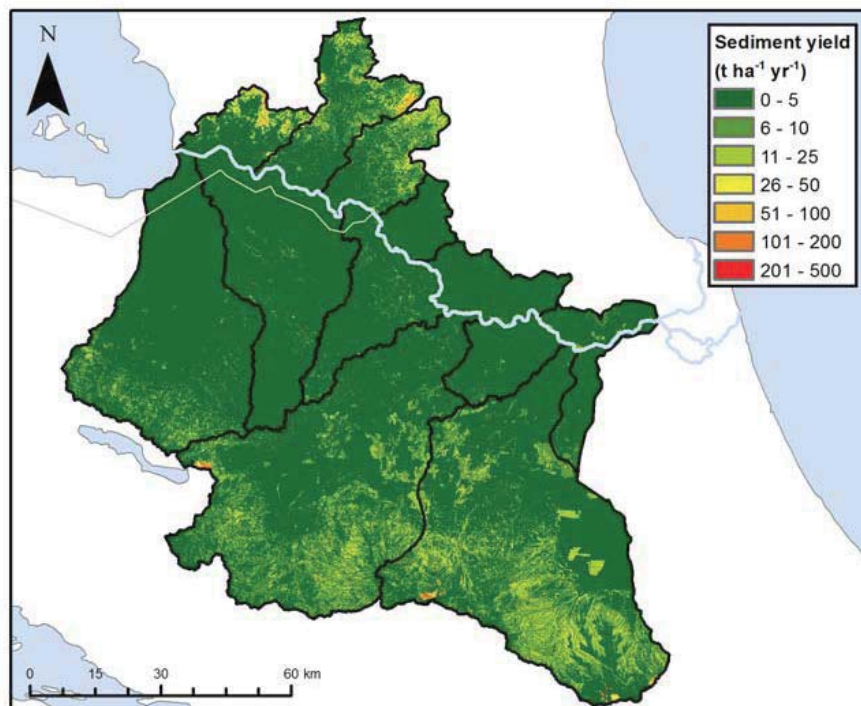 N
Sediment yield
(t ha⁻¹ yr⁻¹)
0 - 5
6 - 10
11 - 25
26 - 50
51 - 100
101 - 200
201 - 500
0 15 30 60 km